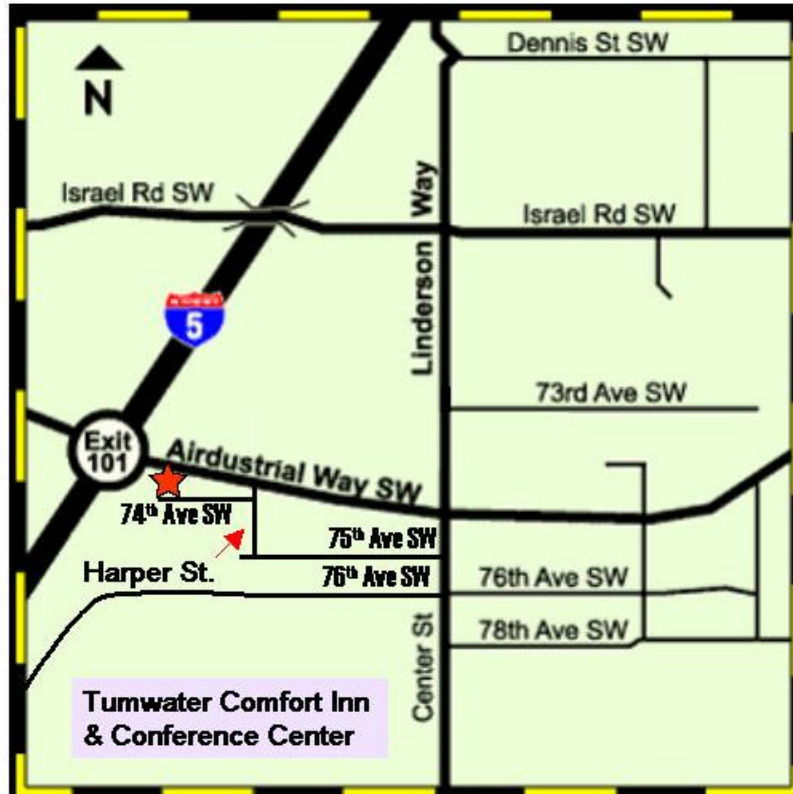 Dennis St SW
N
Israel Rd SW
Linderson Way
Israel Rd SW
5
73rd Ave SW
Exit
101
Airdustrial Way SW
74th Ave SW
75th Ave SW
Harper St.
76th Ave SW
76th Ave SW
Center St
78th Ave SW
Tumwater Comfort Inn
& Conference Center